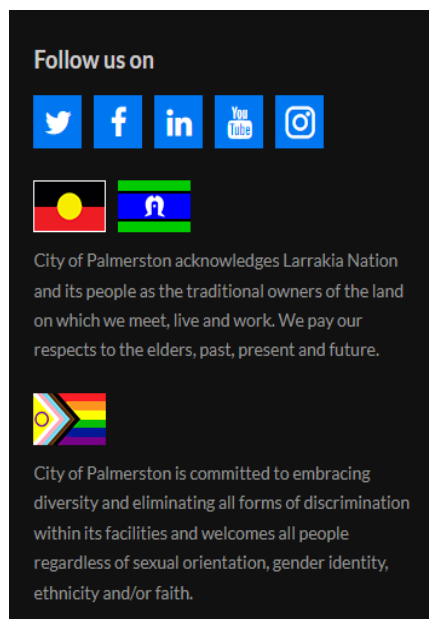 Follow us on
You
Tube
City of Palmerston acknowledges Larrakia Nation
and its people as the traditional owners of the land
on which we meet, live and work. We pay our
respects to the elders, past, present and future.
City of Palmerston is committed to embracing
diversity and eliminating all forms of discrimination
within its facilities and welcomes all people
regardless of sexual orientation, gender identity,
ethnicity and/or faith.